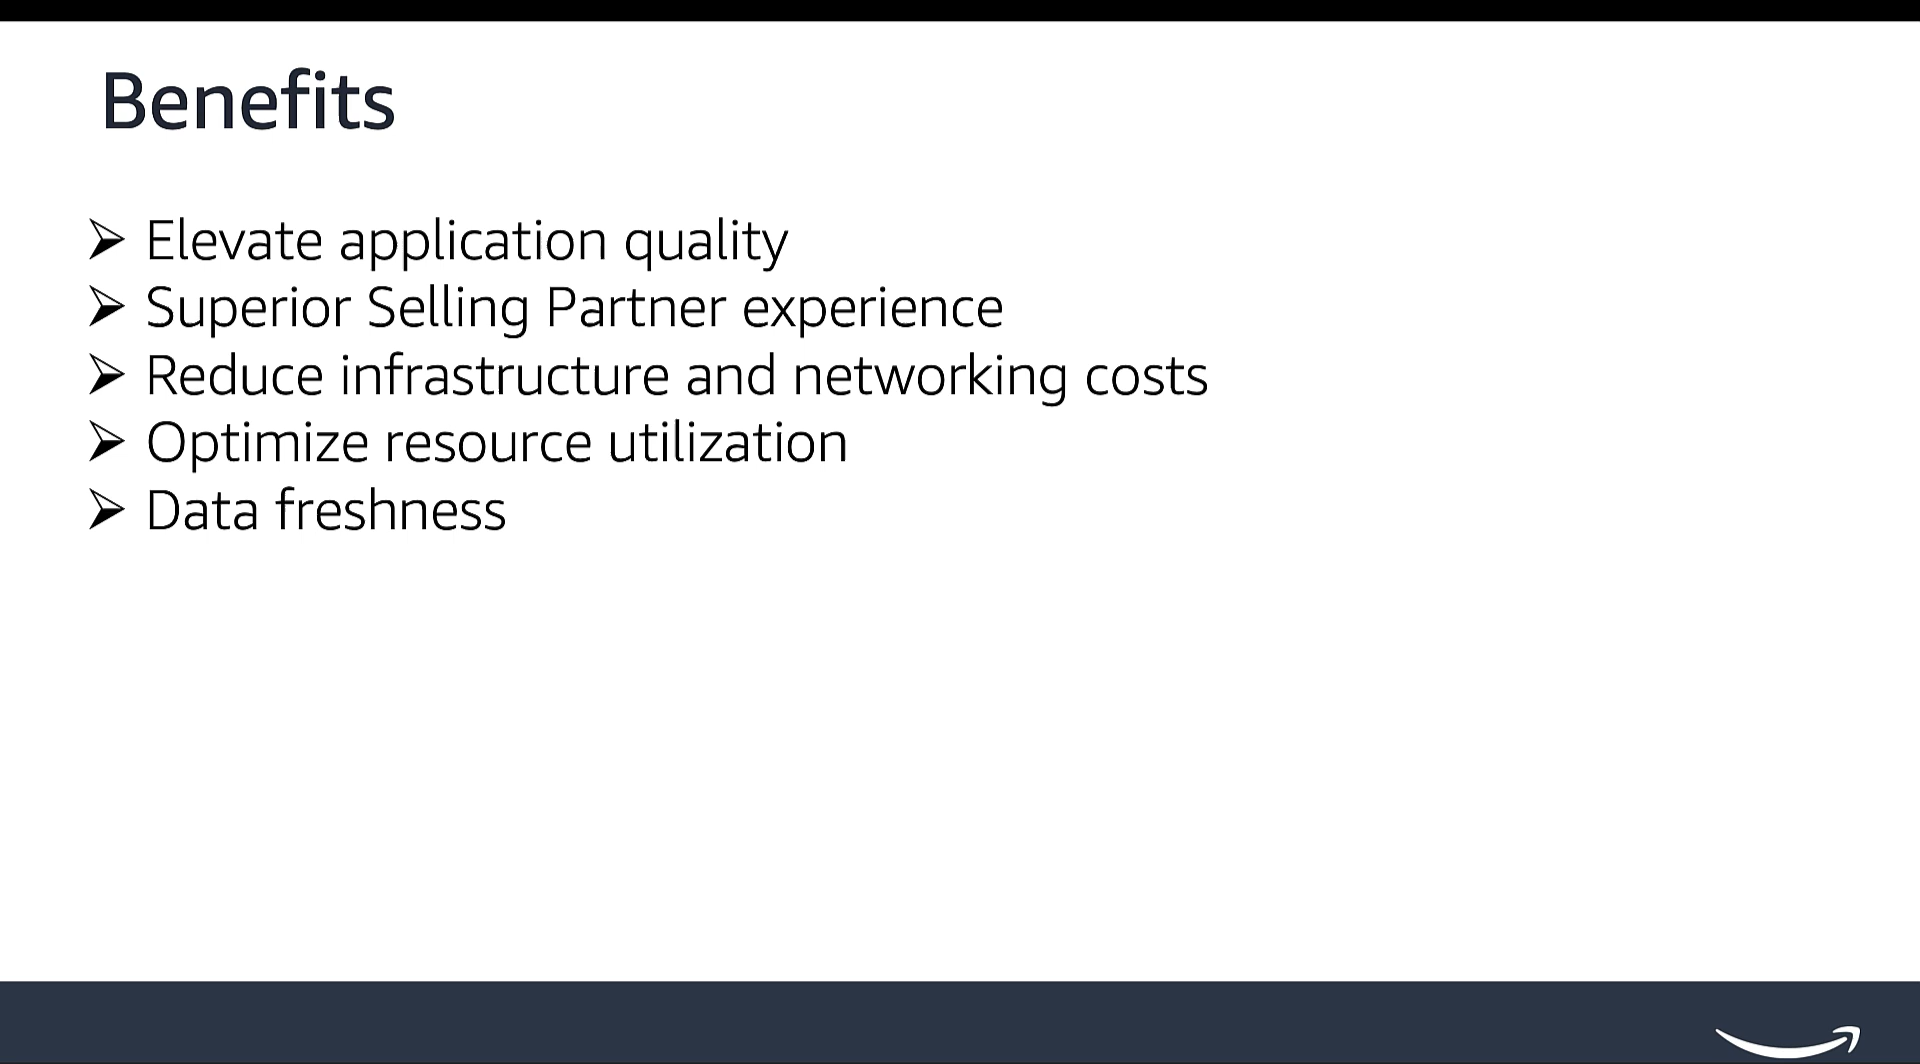 Benefits
➢ Elevate application quality
➢ Superior Selling Partner experience
➢ Reduce infrastructure and networking costs
➢ Optimize resource utilization
➢ Data freshness